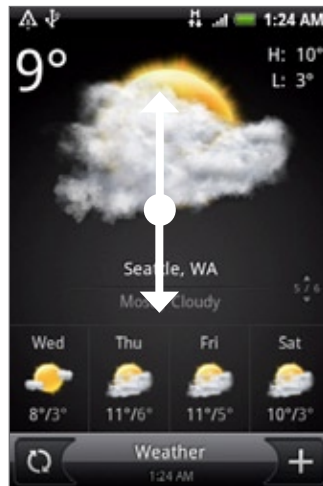 H 1:24 AM
9° H: 10°
L: 3°
Seattle, WA
Cloudy
5 / 6
Wed Thu Fri Sat
8°/3° 11°/6° 11°/5° 10°/3°
Weather
1:24 AM